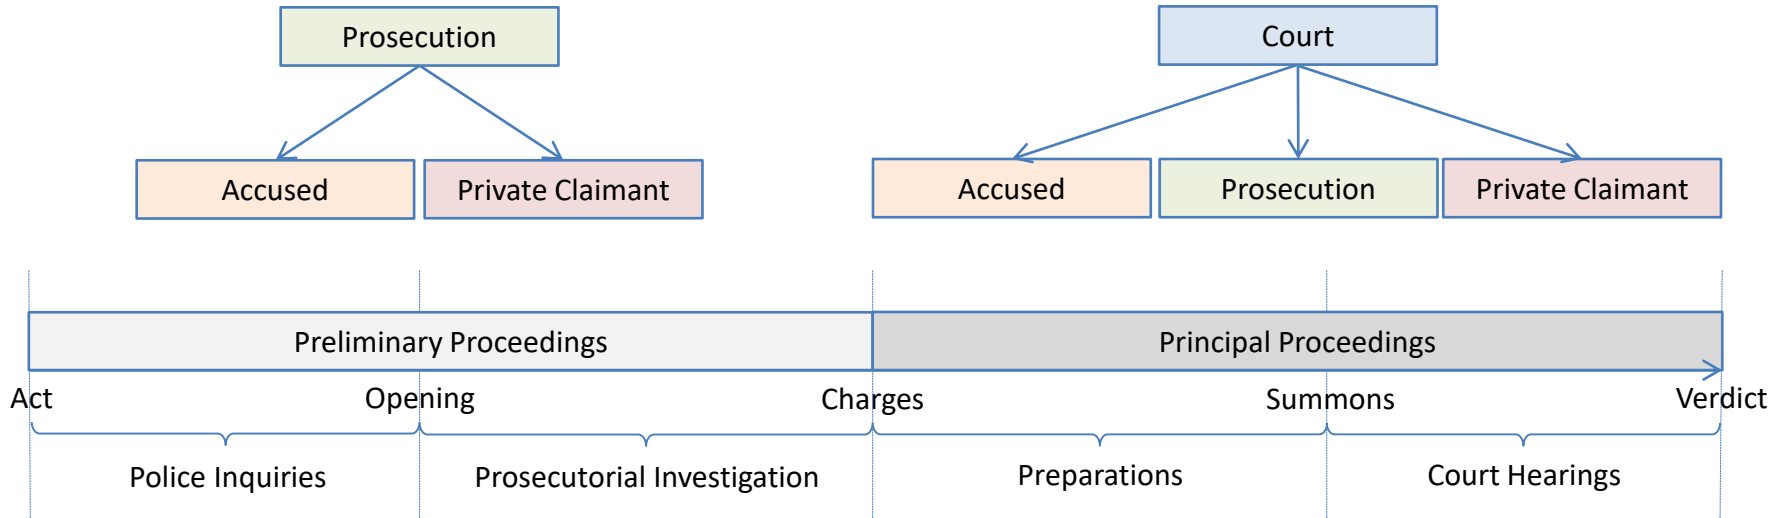 Prosecution
Court
Accused
Private Claimant
Accused
Prosecution
Private Claimant
Preliminary Proceedings
Principal Proceedings
Act
Opening
Charges
Summons
Verdict
Police Inquiries
Prosecutorial Investigation
Preparations
Court Hearings